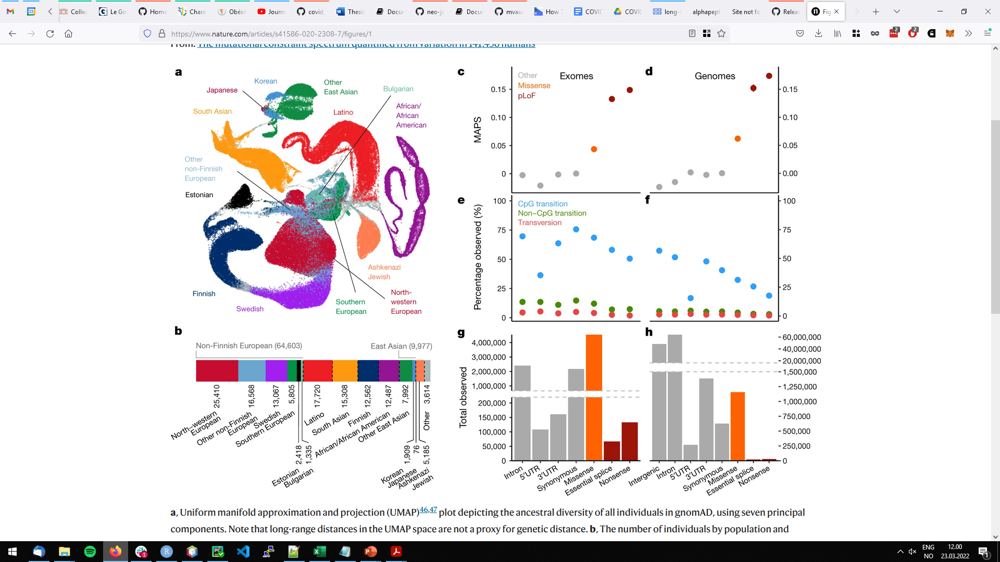 Collec
Le Go
Home
Chara
Obési
Journe
covid_
Thesis
Docur
neo-ja
Docur
mvau
How T
COVID
COVID
long-
alphapept
Site not fo
Relea
Fig
https://www.nature.com/articles/s41586-020-2308-7/figures/1
2
2
From: The mutational constraint spectrum quantified from variation in 141,456 humans
a
Korean
Japanese
Other
East Asian
Bulgarian
South Asian
Latino
African/
African
American
Other
non-Finnish
European
Estonian
Ashkenazi
Jewish
Finnish
Swedish
Southern
European
North-
western
European
b
Non-Finnish European (64,603)
East Asian (9,977)
25,410
16,568
13,067
5,805
17,720
15,308
12,562
12,487
7,992
3,614
North–western
European
Other non-Finnish
European
Swedish
Southern European
Latino
South Asian
Finnish
African/African American
Other East Asian
Other
2,418
1,335
1,909
76
5,185
Estonian
Bulgarian
Korean
Japanese
Ashkenazi
Jewish
c
Other
Missense
pLoF
Exomes
MAPS
0.15
0.10
0.05
0
d
Genomes
0.15
0.10
0.05
0.00
e
CpG transition
Non–CpG transition
Transversion
Percentage observed (%)
100
75
50
25
0
f
100
75
50
25
0
g
Total observed
4,000,000
3,000,000
2,000,000
1,000,000
200,000
150,000
100,000
50,000
0
Intron
5′UTR
3′UTR
Synonymous
Missense
Essential splice
Nonsense
h
60,000,000
40,000,000
20,000,000
1,500,000
1,250,000
1,000,000
750,000
500,000
250,000
0
Intergenic
Intron
5′UTR
3′UTR
Synonymous
Missense
Essential splice
Nonsense
a, Uniform manifold approximation and projection (UMAP)46,47 plot depicting the ancestral diversity of all individuals in gnomAD, using seven principal
components. Note that long-range distances in the UMAP space are not a proxy for genetic distance. b, The number of individuals by population and
ENG
NO
12.00
23.03.2022
1